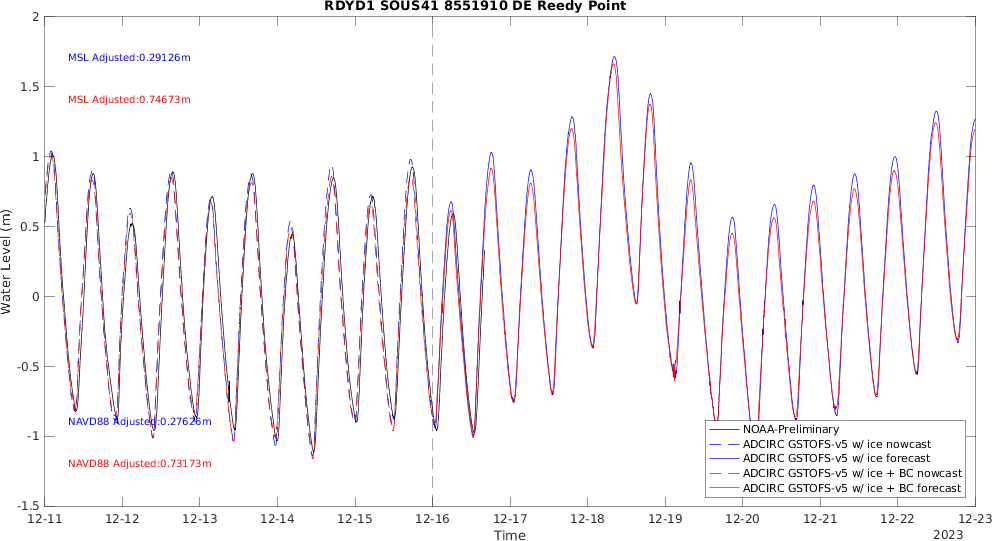 RDYD1 SOUS41 8551910 DE Reedy Point
2
1.5
1
0.5
0
-0.5
-1
-1.5
Water Level (m)
MSL Adjusted:0.29126m
MSL Adjusted:0.74673m
NAVD88 Adjusted:0.27626m
NAVD88 Adjusted:0.73173m
NOAA-Preliminary
ADCIRC GSTOFS-v5 w/ ice nowcast
ADCIRC GSTOFS-v5 w/ ice forecast
ADCIRC GSTOFS-v5 w/ ice + BC nowcast
ADCIRC GSTOFS-v5 w/ ice + BC forecast
12-11 12-12 12-13 12-14 12-15 12-16 12-17 12-18 12-19 12-20 12-21 12-22 12-23
Time
2023